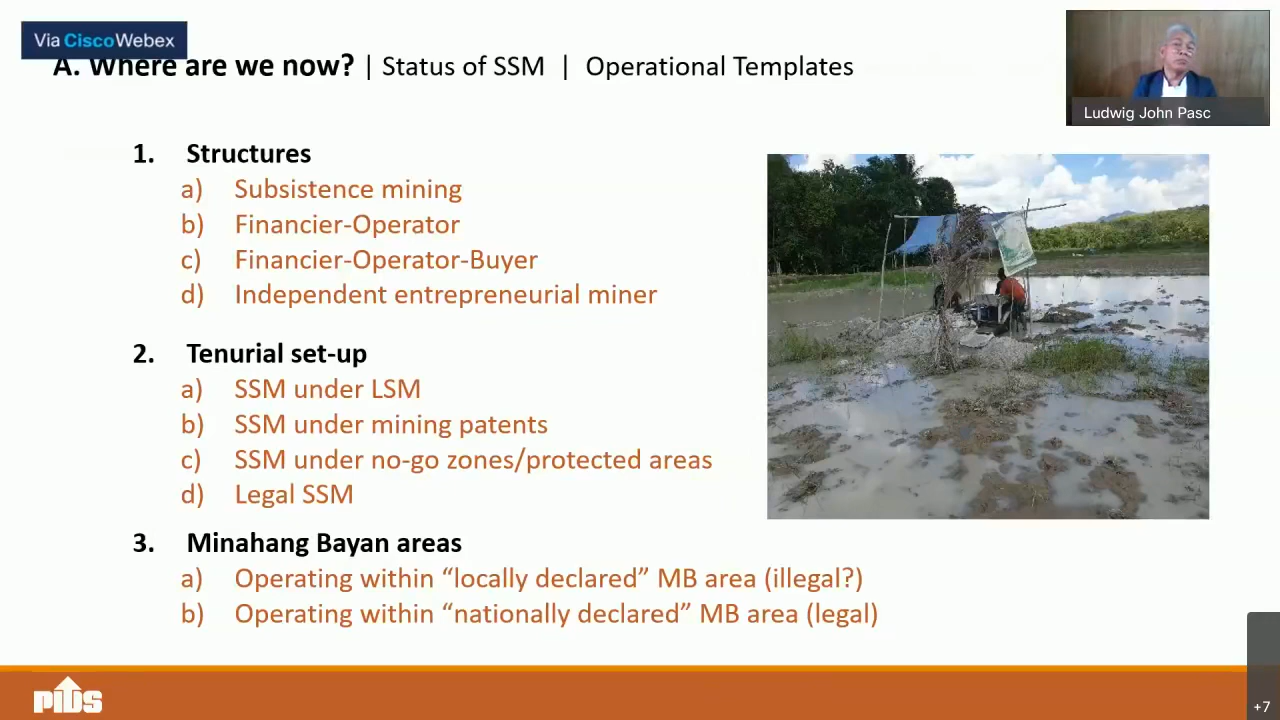 Via CiscoWebex
A. Where are we now? | Status of SSM | Operational Templates
Ludwig John Pasc
1. Structures
a) Subsistence mining
b) Financier-Operator
c) Financier-Operator-Buyer
d) Independent entrepreneurial miner
2. Tenurial set-up
a) SSM under LSM
b) SSM under mining patents
c) SSM under no-go zones/protected areas
d) Legal SSM
3. Minahang Bayan areas
a) Operating within “locally declared” MB area (illegal?)
b) Operating within “nationally declared” MB area (legal)
PIDS
+7